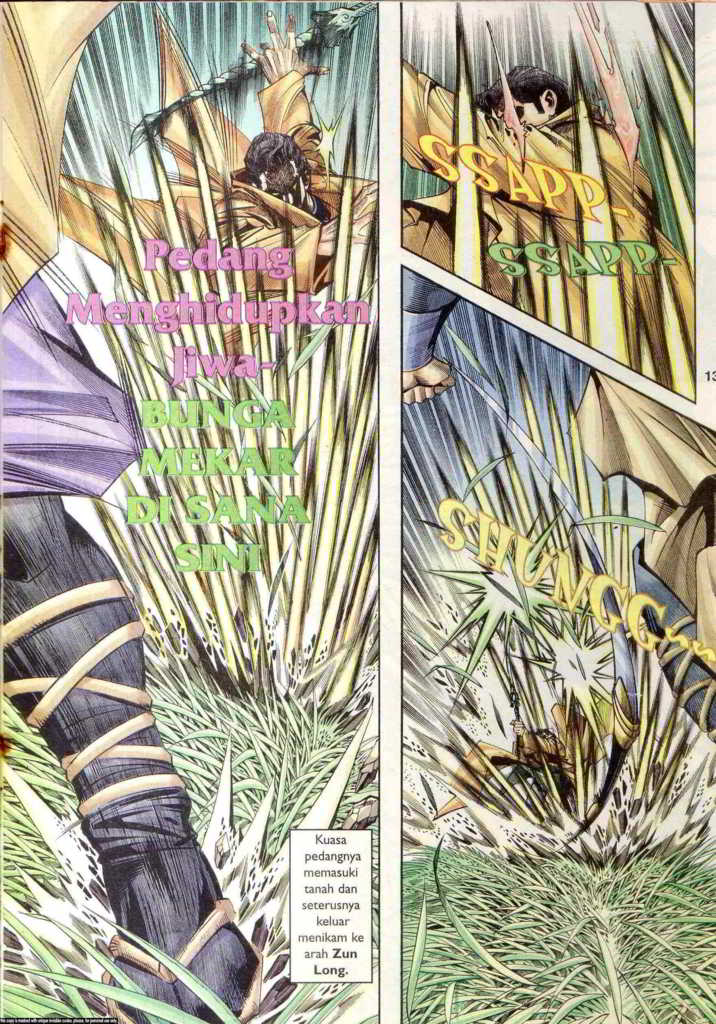 Pedang
Menghidupkan
Jiwa-
BUNGA
MEKAR
DI SANA
SINI
Kuasa
pedangnya
memasuki
tanah dan
seterusnya
keluar
menikam ke
arah Zun
Long.
SSAPP-
SSAPP-
13
SHUNGG~~